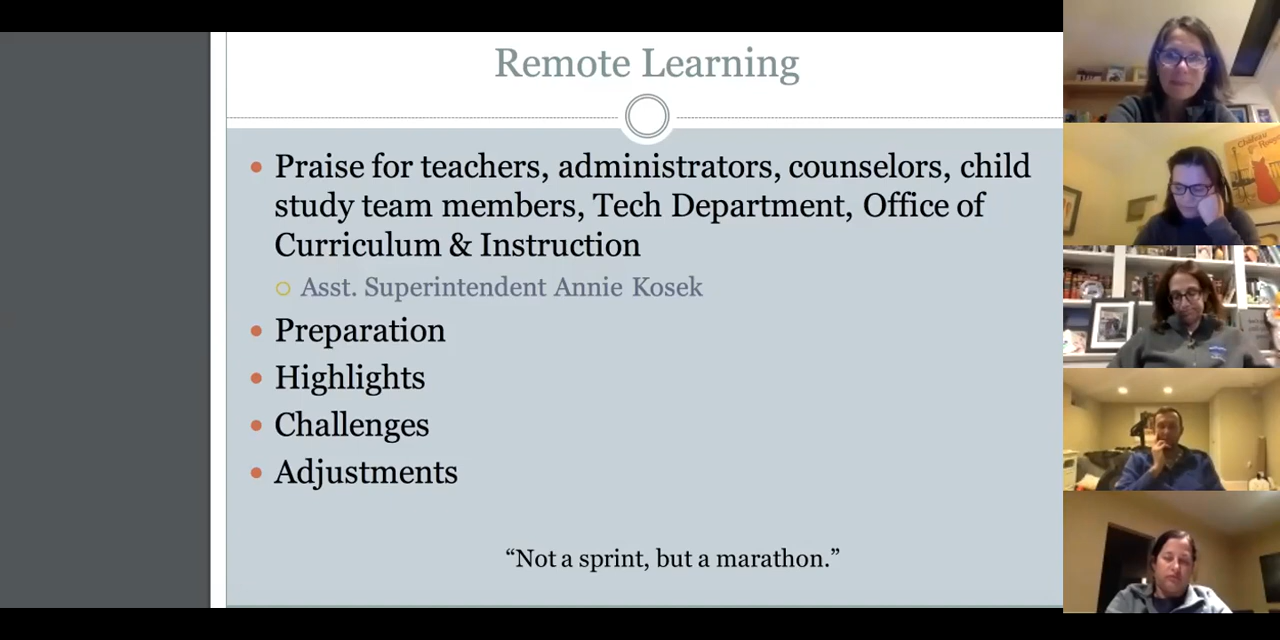 Remote Learning
Praise for teachers, administrators, counselors, child
study team members, Tech Department, Office of
Curriculum & Instruction
Asst. Superintendent Annie Kosek
Preparation
Highlights
Challenges
Adjustments
“Not a sprint, but a marathon.”